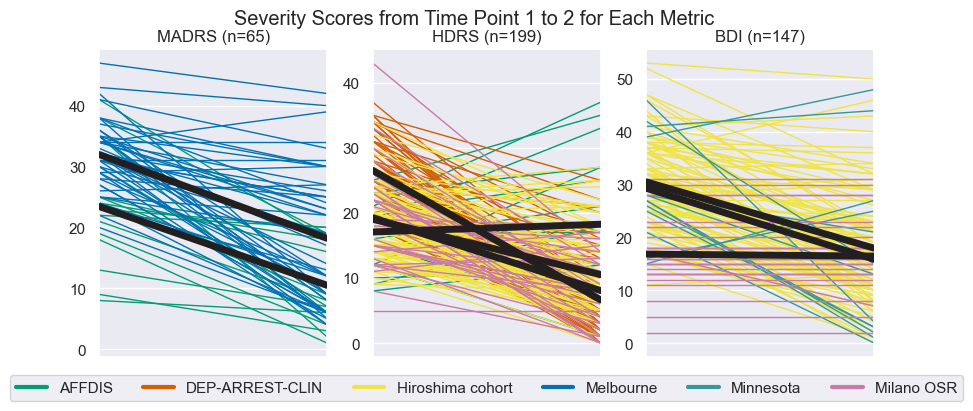 Severity Scores from Time Point 1 to 2 for Each Metric
MADRS (n=65)
HDRS (n=199)
BDI (n=147)
40
30
20
10
0
40
30
20
10
0
50
40
30
20
10
0
AFFDIS
DEP-ARREST-CLIN
Hiroshima cohort
Melbourne
Minnesota
Milano OSR